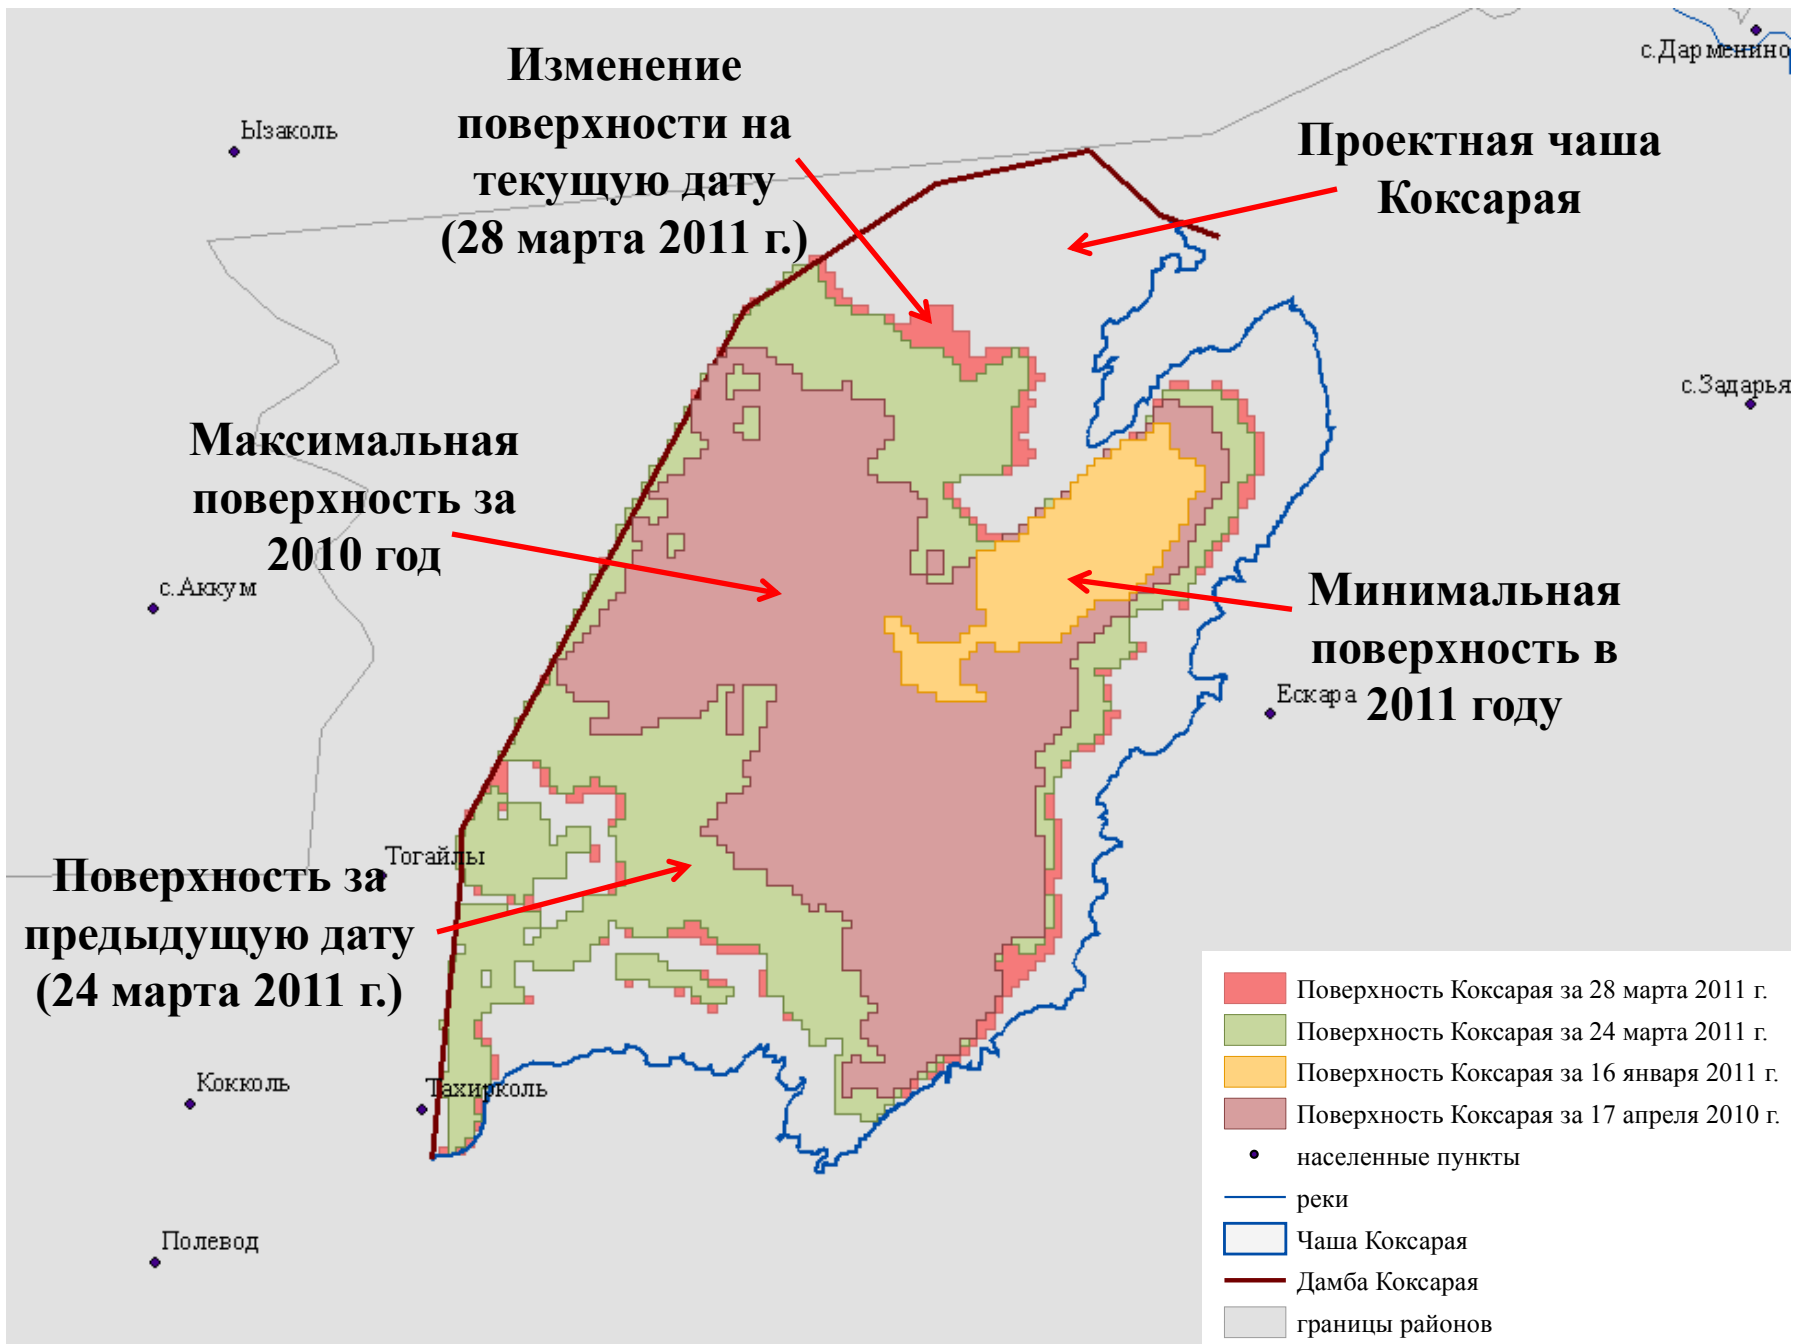 с.Дарменино
Изменение
поверхности на
текущую дату
(28 марта 2011 г.)
Ызаколь
Проектная чаша
Коксарая
с.Задарья
Максимальная
поверхность за
2010 год
с.Аккум
Минимальная
поверхность в
2011 году
Ескара
Тогайлы
Поверхность за
предыдущую дату
(24 марта 2011 г.)
Кокколь
Тахирколь
Полевод
Поверхность Коксарая за 28 марта 2011 г.
Поверхность Коксарая за 24 марта 2011 г.
Поверхность Коксарая за 16 января 2011 г.
Поверхность Коксарая за 17 апреля 2010 г.
населенные пункты
реки
Чаша Коксарая
Дамба Коксарая
границы районов